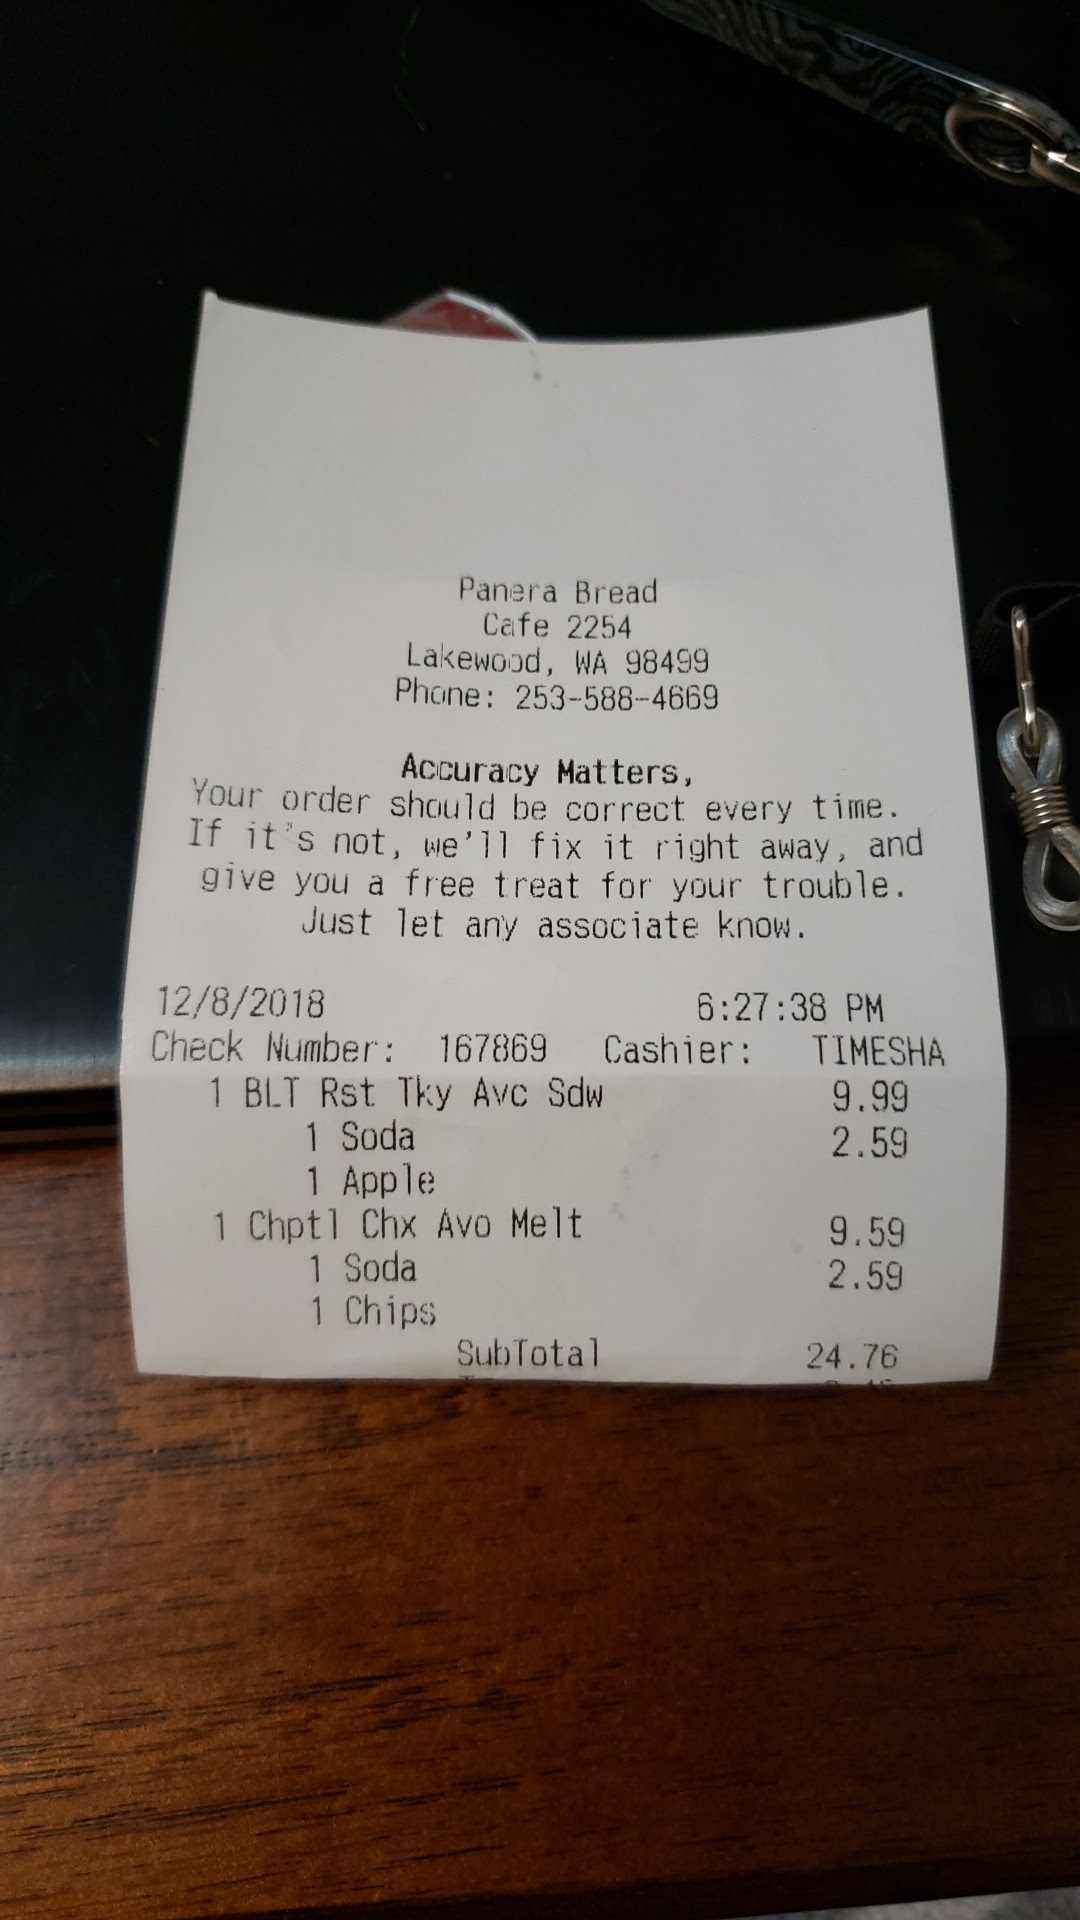 Panera Bread
Cafe 2254
Lakewood, WA 98499
Phone: 253-588-4669
Accuracy Matters,
Your order should be correct every time.
If it's not, we'll fix it right away, and
give you a free treat for your trouble.
Just let any associate know.
12/8/2018 6:27:38 PM
Check Number: 167869 Cashier: TIMESHA
1 BLT Rst Tky Avc Sdw 9.99
1 Soda 2.59
1 Apple
1 Chptl Chx Avo Melt 9.59
1 Soda 2.59
1 Chips
SubTotal 24.76